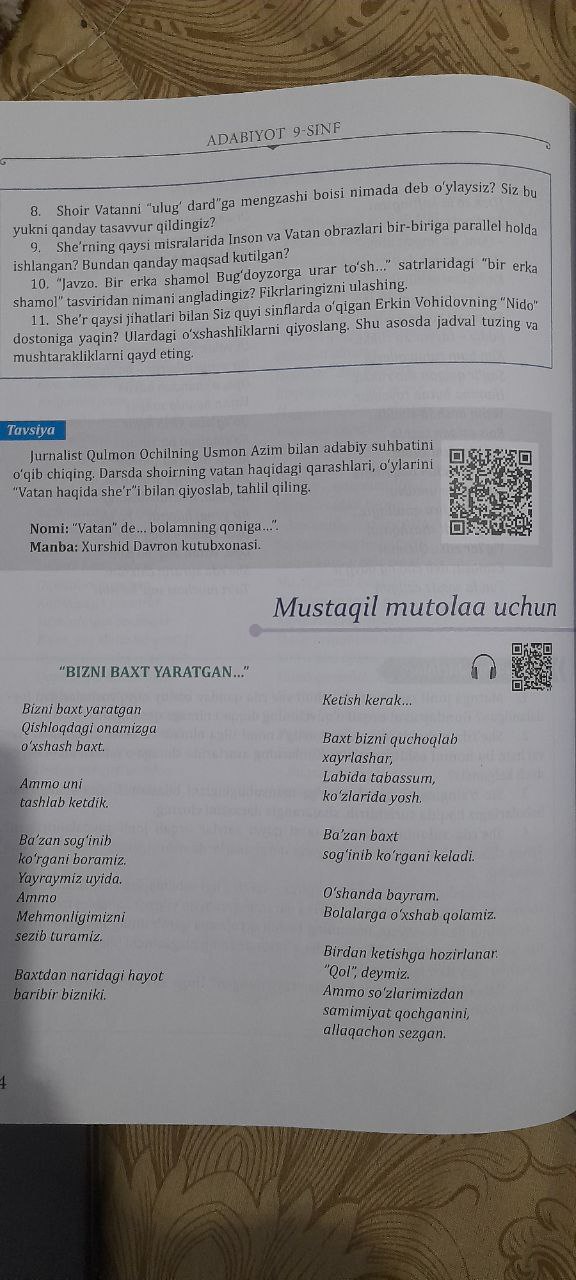 ADABIYOT 9-SINF
8. Shoir Vatanni “ulug‘ dard”ga mengzashi boisi nimada deb o‘ylaysiz? Siz bu
yukni qanday tasavvur qildingiz?
9. She’rning qaysi misralarida Inson va Vatan obrazlari bir-biriga parallel holda
ishlangan? Bundan qanday maqsad kutilgan?
10. “Javzo. Bir erka shamol Bug‘doyzorga urar to‘sh...” satrlaridagi “bir erka
shamol” tasviridan nimani angladingiz? Fikrlaringizni ulashing.
11. She’r qaysi jihatlari bilan Siz quyi sinflarda o‘qigan Erkin Vohidovning “Nido”
dostoniga yaqin? Ulardagi o‘xshashliklarni qiyoslang. Shu asosda jadval tuzing va
mushtarakliklarni qayd eting.
Tavsiya
Jurnalist Qulmon Ochilning Usmon Azim bilan adabiy suhbatini
o‘qib chiqing. Darsda shoirning vatan haqidagi qarashlari, o‘ylarini
“Vatan haqida she’r”i bilan qiyoslab, tahlil qiling.
Nomi: “Vatan” de... bolamning qoniga...”.
Manba: Xurshid Davron kutubxonasi.
Mustaqil mutolaa uchun
“BIZNI BAXT YARATGAN...”
Bizni baxt yaratgan
Qishloqdagi onamizga
o‘xshash baxt.
Ammo uni
tashlab ketdik.
Ba’zan sog‘inib
ko‘rgani boramiz.
Yayraymiz uyida.
Ammo
Mehmonligimizni
sezib turamiz.
Baxtdan naridagi hayot
baribir bizniki.
Ketish kerak...
Baxt bizni quchoqlab
xayrlashar,
Labida tabassum,
ko‘zlarida yosh.
Ba’zan baxt
sog‘inib ko‘rgani keladi.
O‘shanda bayram.
Bolalarga o‘xshab qolamiz.
Birdan ketishga hozirlanar.
“Qol”, deymiz.
Ammo so‘zlarimizdan
samimiyat qochganini,
allaqachon sezgan.
4